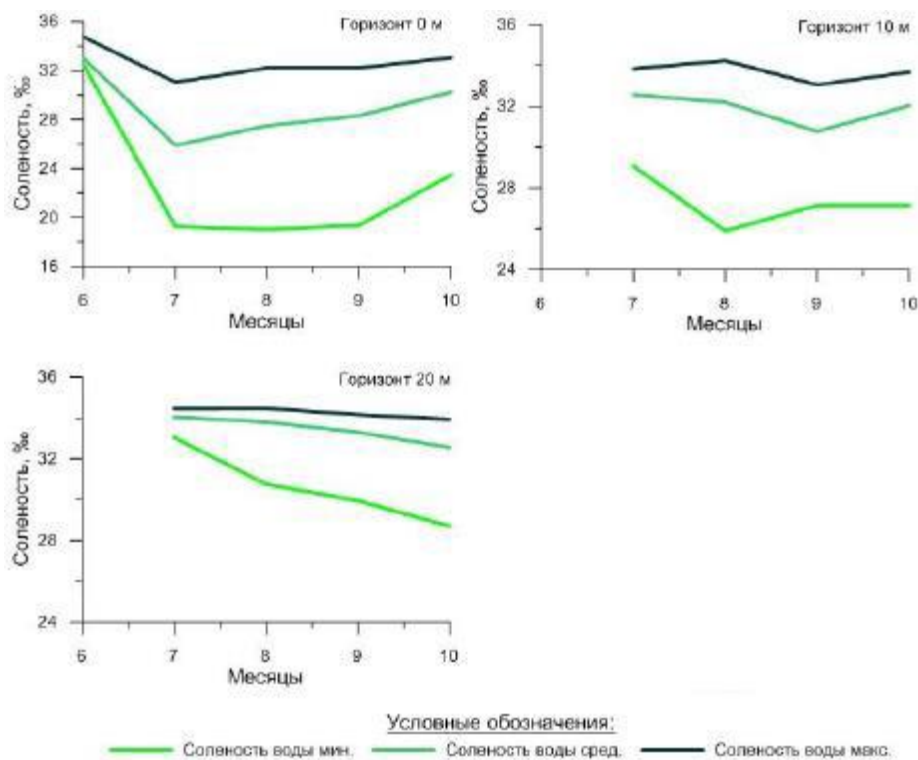 Горизонт 0 м
Соленость, ‰
36
32
28
24
20
16
6
7
8
9
10
Месяцы
Горизонт 10 м
Соленость, ‰
36
32
28
24
6
7
8
9
10
Месяцы
Горизонт 20 м
Соленость, ‰
36
32
28
24
6
7
8
9
10
Месяцы
Условные обозначения:
Соленость воды мин. Соленость воды сред. Соленость воды макс.